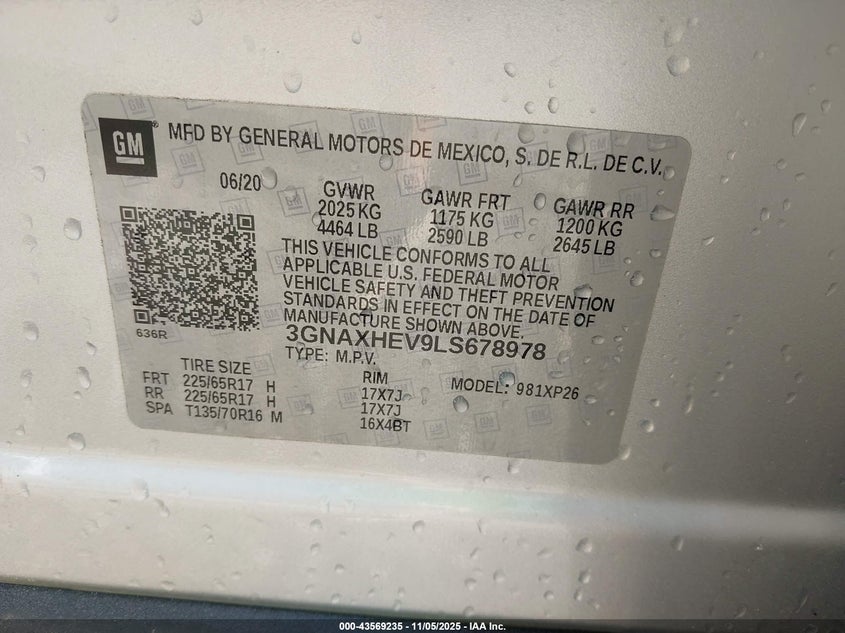 GM ® MFD BY GENERAL MOTORS DE MEXICO, S. DE R.L. DE C.V.
06/20 GVWR GAWR FRT GAWR RR
2025 KG 1175 KG 1200 KG
4464 LB 2590 LB 2645 LB
THIS VEHICLE CONFORMS TO ALL
APPLICABLE U.S. FEDERAL MOTOR
VEHICLE SAFETY AND THEFT PREVENTION
STANDARDS IN EFFECT ON THE DATE OF
MANUFACTURE SHOWN ABOVE.
636R 3GNAXHEV9LS678978
TYPE: M.P.V.
TIRE SIZE RIM MODEL: 981XP26
FRT 225/65R17 H 17X7J
RR 225/65R17 H 17X7J
SPA T135/70R16 M 16X4BT
000-43569235 - 11/05/2025 - IAA Inc.